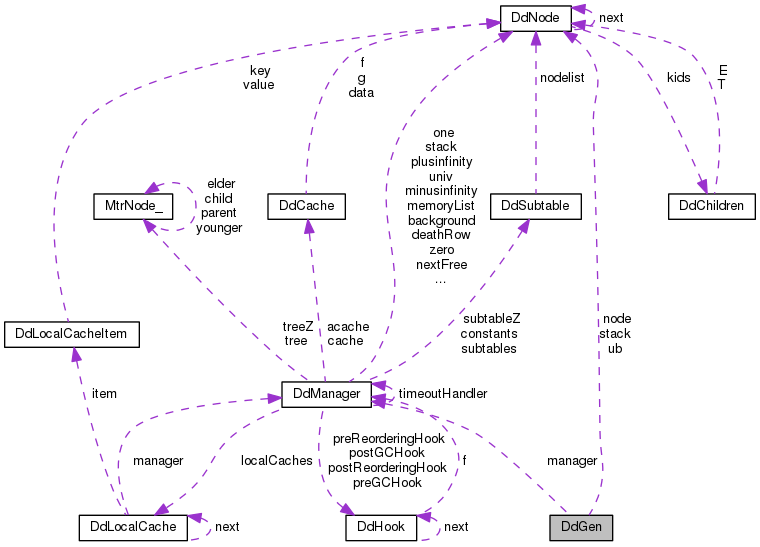 DdNode
next
key
value
f
g
data
nodelist
kids
E
T
one
stack
plusinfinity
univ
minusinfinity
memoryList
background
deathRow
zero
nextFree
...
elder
child
parent
younger
MtrNode_
DdCache
DdSubtable
DdChildren
DdLocalCacheItem
treeZ
tree
acache
cache
subtableZ
constants
subtables
node
stack
ub
item
DdManager
timeoutHandler
manager
localCaches
preReorderingHook
postGCHook
postReorderingHook
preGCHook
f
manager
DdLocalCache
next
DdHook
next
DdGen